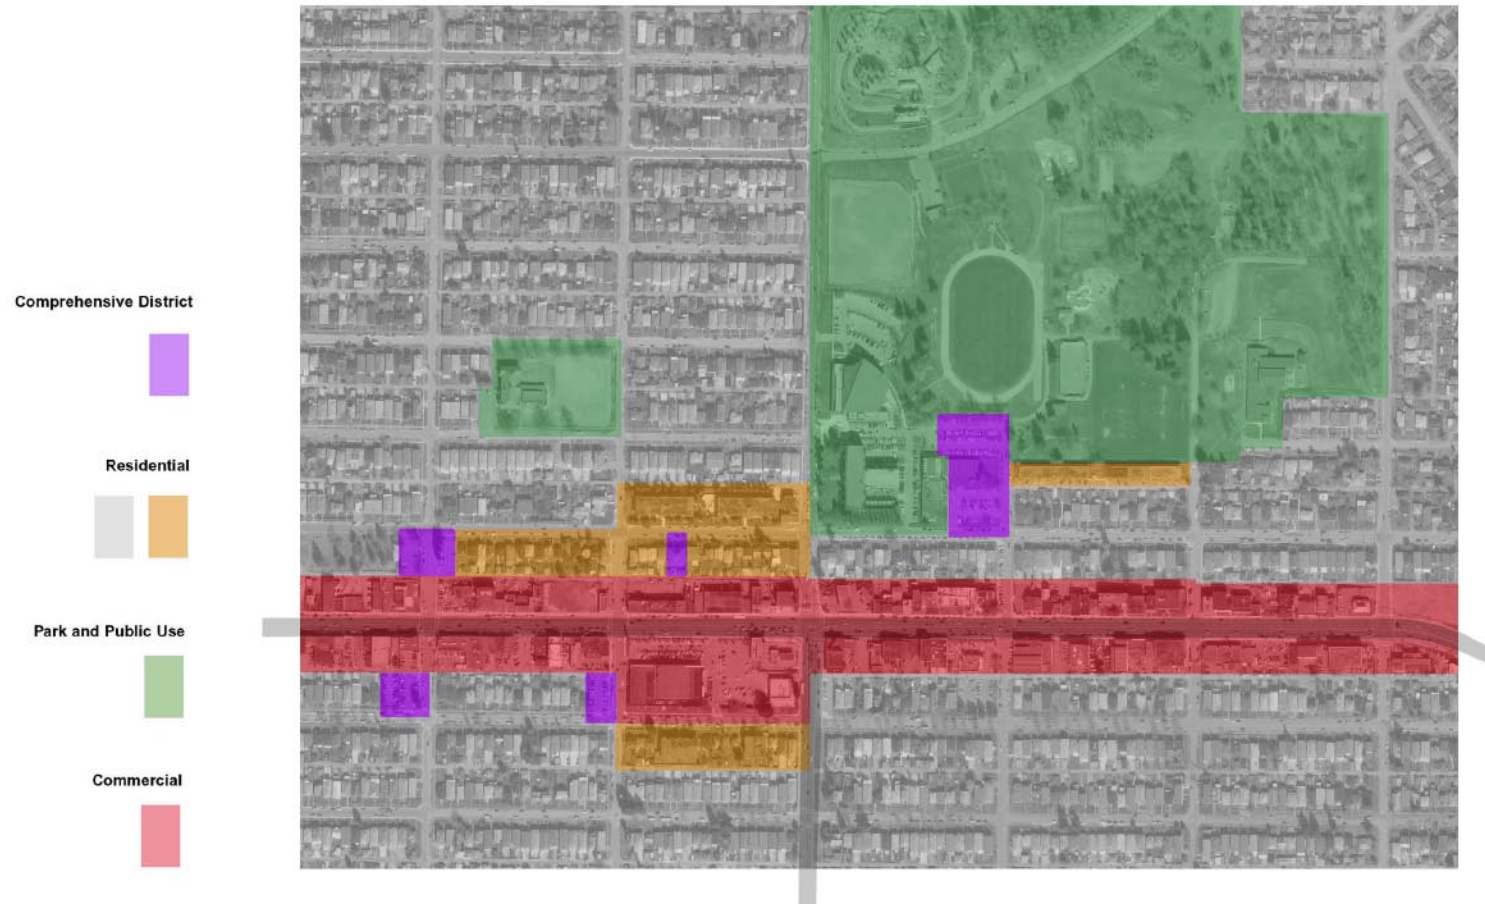 Comprehensive District
Residential
Park and Public Use
Commercial